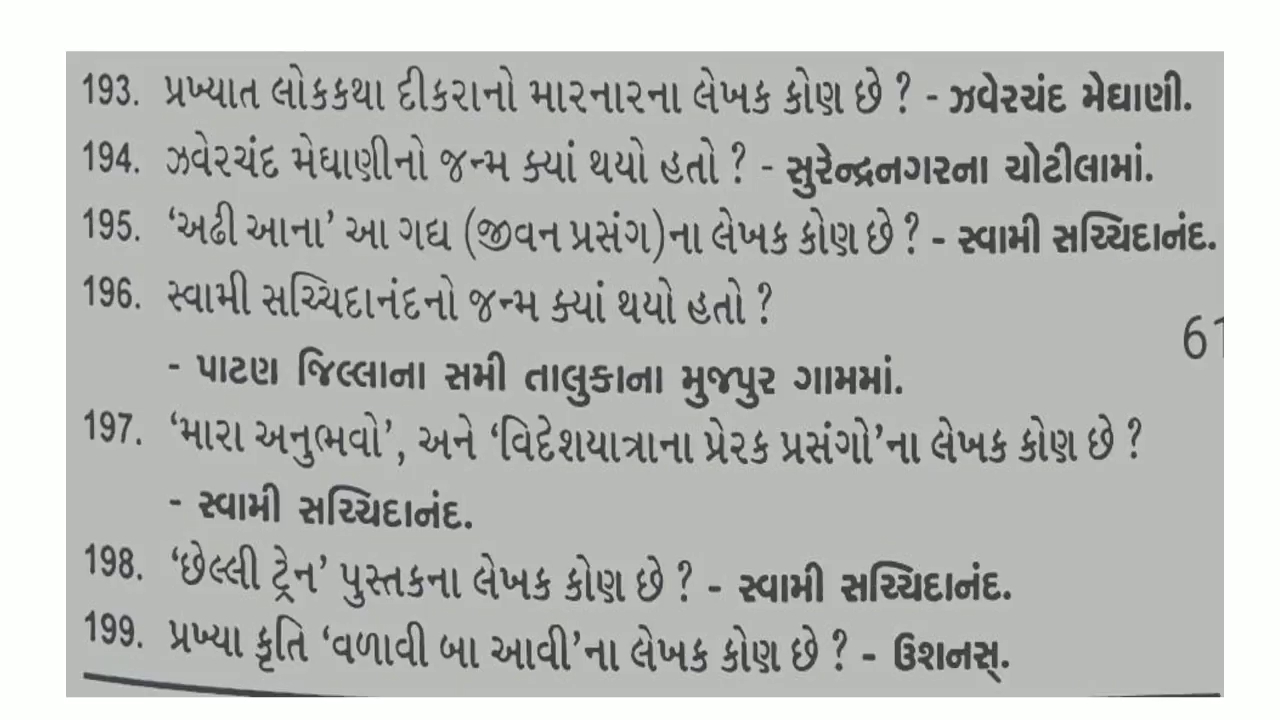 193. પ્રખ્યાત લોકકથા દીકરાનો મારનારના લેખક કોણ છે ? - ઝવેરચંદ મેઘાણી.
194. ઝવેરચંદ મેઘાણીનો જન્મ ક્યાં થયો હતો ? - સુરેન્દ્રનગરના ચોટીલામાં.
195. ‘અઢી આના’ આ ગદ્ય (જીવન પ્રસંગ)ના લેખક કોણ છે ? - સ્વામી સચ્ચિદાનંદ.
196. સ્વામી સચ્ચિદાનંદનો જન્મ ક્યાં થયો હતો ?
61
- પાટણ જિલ્લાના સમી તાલુકાના મુજપુર ગામમાં.
197. ‘મારા અનુભવો’, અને ‘વિદેશયાત્રાના પ્રેરક પ્રસંગો’ના લેખક કોણ છે ?
- સ્વામી સચ્ચિદાનંદ.
198. ‘છેલ્લી ટ્રેન’ પુસ્તકના લેખક કોણ છે ? - સ્વામી સચ્ચિદાનંદ.
199. પ્રખ્યા કૃતિ ‘વળાવી બા આવી’ના લેખક કોણ છે ? - ઉશનસ્.